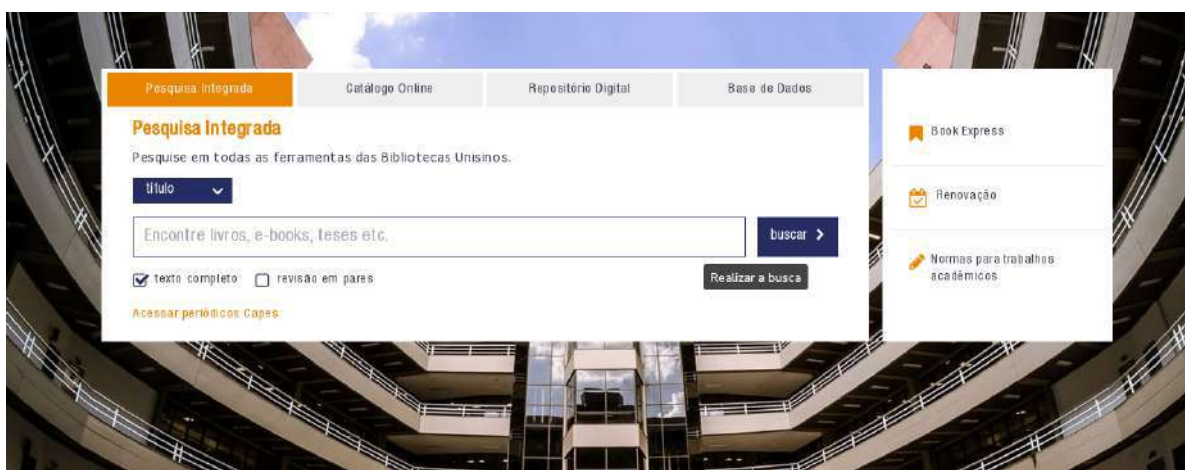 Pesquisa Integrada
Catálogo Online
Repositório Digital
Base de Dados
Pesquisa Integrada
Pesquise em todas as ferramentas das Bibliotecas Unisinos.
título
Encontre livros, e-books, teses etc.
buscar
texto completo
revisão em pares
Realizar a busca
Acessar periódicos Capes
Book Express
Renovação
Normas para trabalhos
acadêmicos